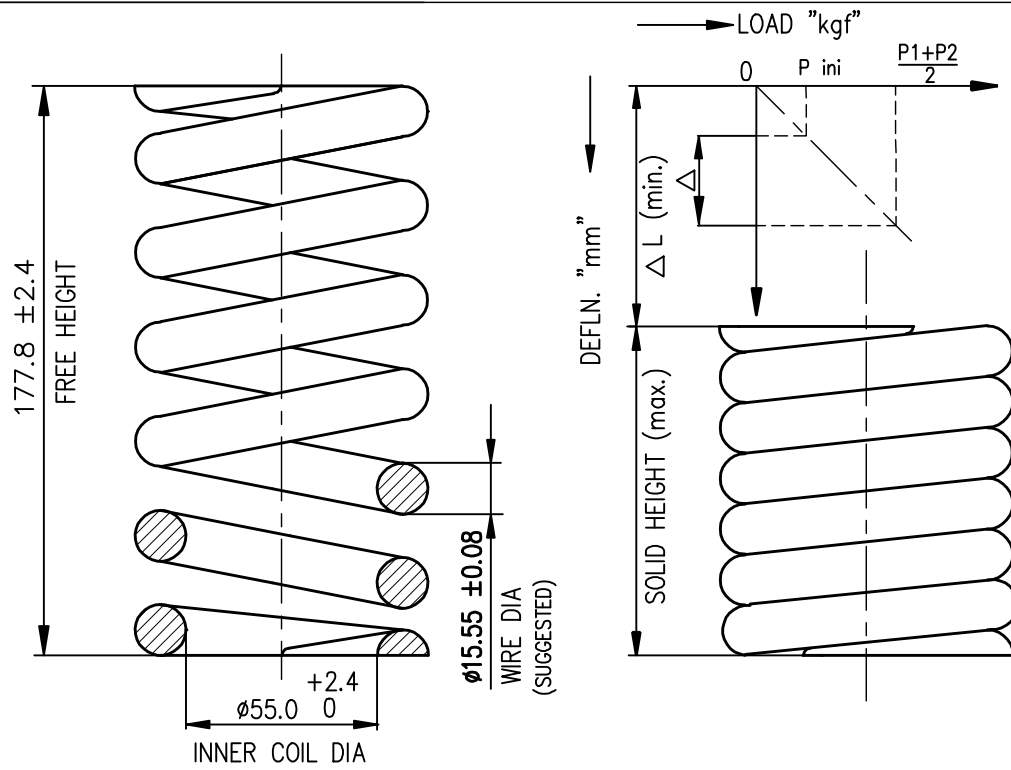 LOAD "kgf"
0
P ini
P1+P2
2
177.8 ±2.4
FREE HEIGHT
DEFLN. "mm"
△ L (min.)
△
SOLID HEIGHT (max.)
ø15.55 ±0.08
WIRE DIA
(SUGGESTED)
+2.4
ø55.0 0
INNER COIL DIA